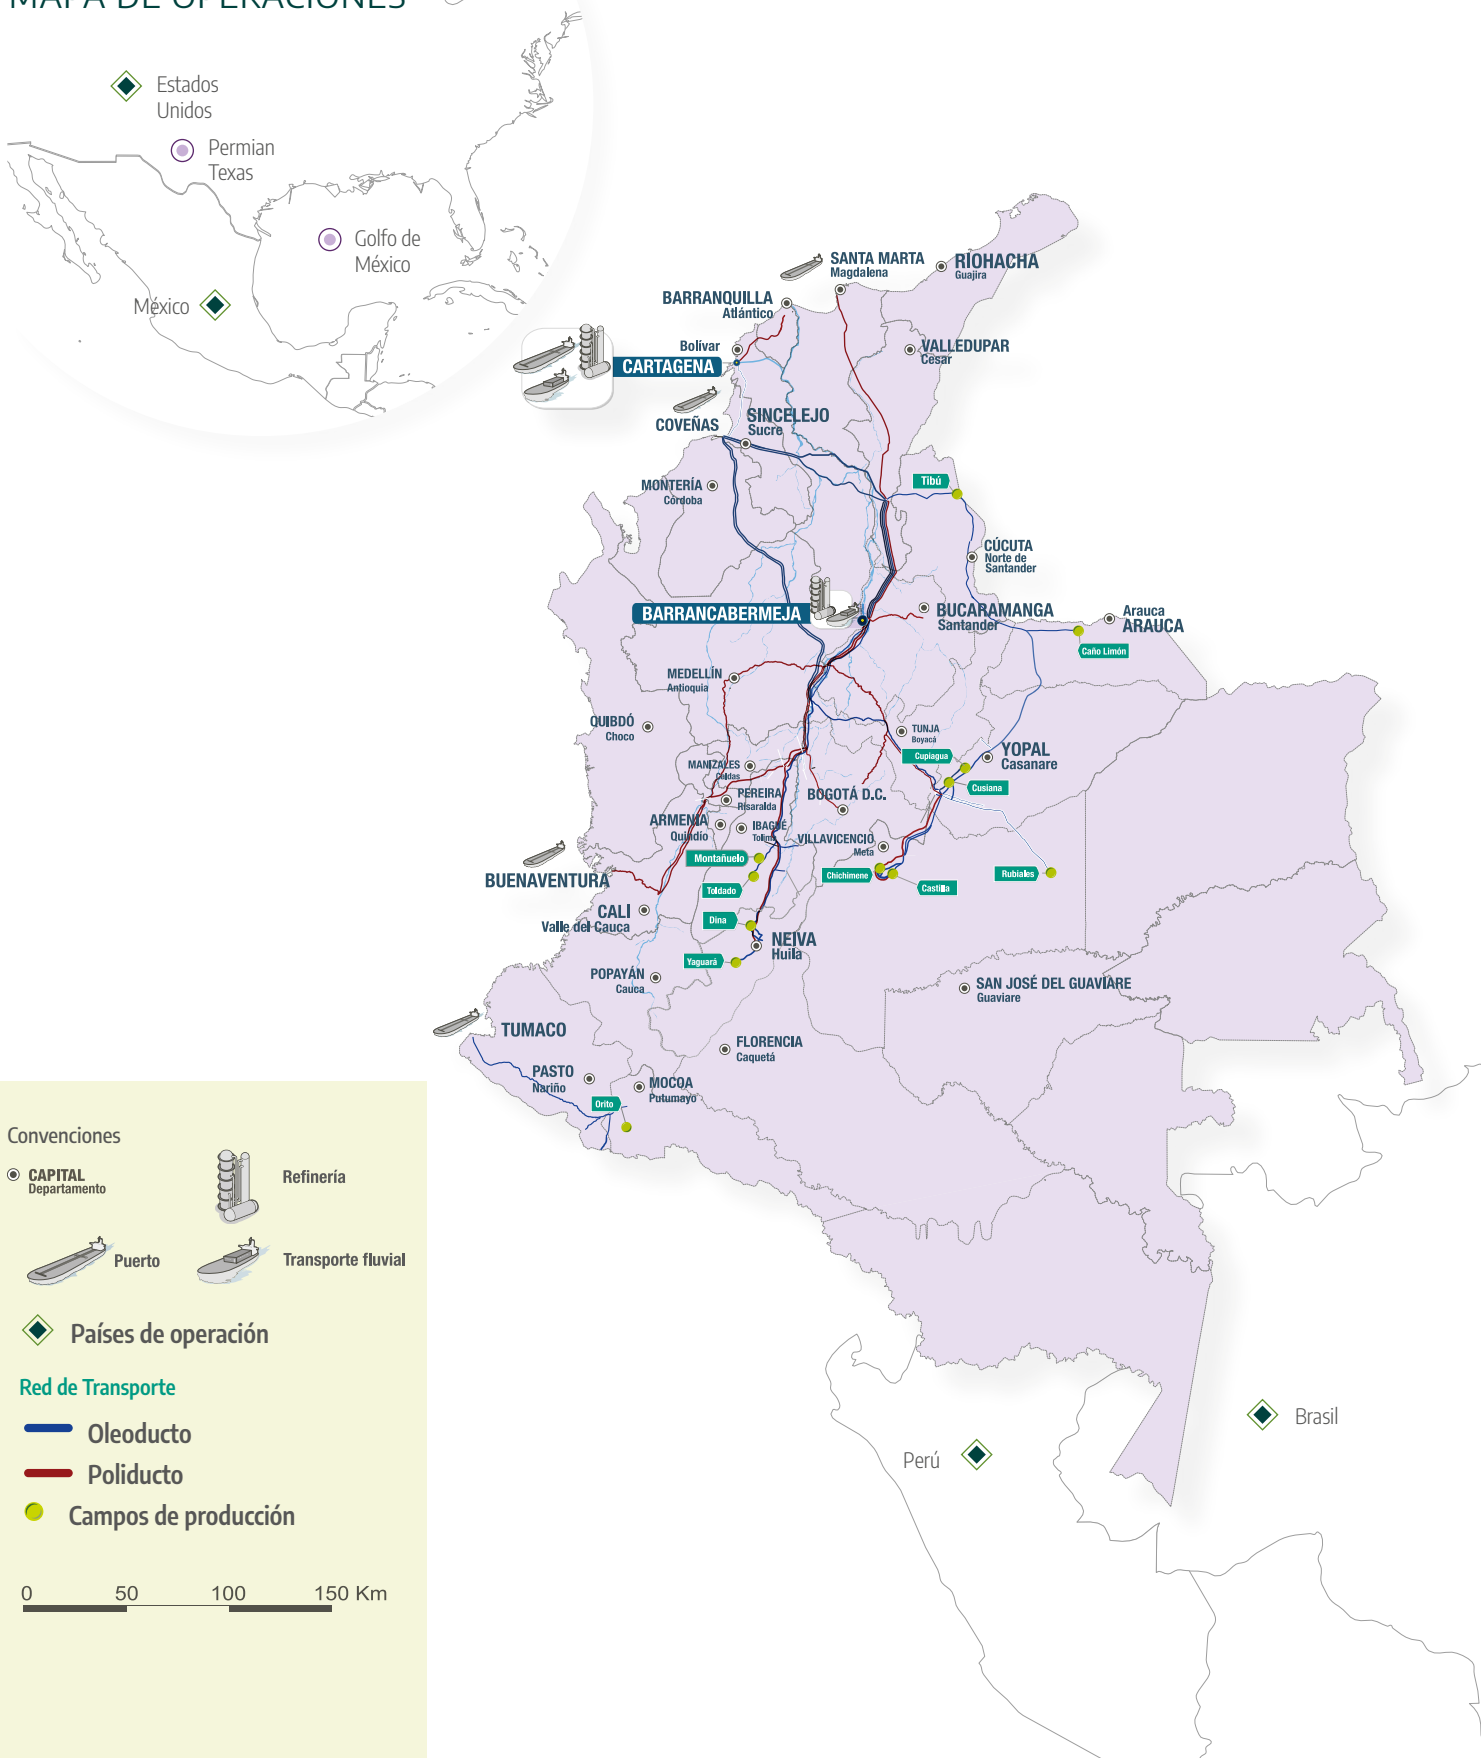 MAPA DE OPERACIONES
Estados
Unidos
Permian
Texas
Golfo de
México
México
SANTA MARTA
Magdalena
RIOHACHA
Guajira
BARRANQUILLA
Atlántico
Bolívar
CARTAGENA
VALLEDUPAR
Cesar
COVEÑAS
SINCELEJO
Sucre
MONTERÍA
Córdoba
Tibú
CÚCUTA
Norte de
Santander
BARRANCABERMEJA
BUCARAMANGA
Santander
Arauca
ARAUCA
Caño Limón
MEDELLÍN
Antioquia
QUIBDÓ
Choco
TUNJA
Boyacá
Cupiagua
YOPAL
Casanare
MANIZALES
Caldas
Cusiana
PEREIRA
Risaralda
BOGOTÁ D.C.
ARMENIA
Quindío
IBAGUÉ
Tolima
VILLAVICENCIO
Meta
Montañuelo
Toldado
Chichimene
Castilla
Rubiales
BUENAVENTURA
CALI
Valle del Cauca
Dina
NEIVA
Huila
Yaguará
POPAYÁN
Cauca
SAN JOSÉ DEL GUAVIARE
Guaviare
TUMACO
FLORENCIA
Caquetá
PASTO
Nariño
MOCOA
Putumayo
Orito
Convenciones
CAPITAL
Departamento
Refinería
Puerto
Transporte fluvial
Países de operación
Red de Transporte
Oleoducto
Poliducto
Campos de producción
0 50 100 150 Km
Brasil
Perú